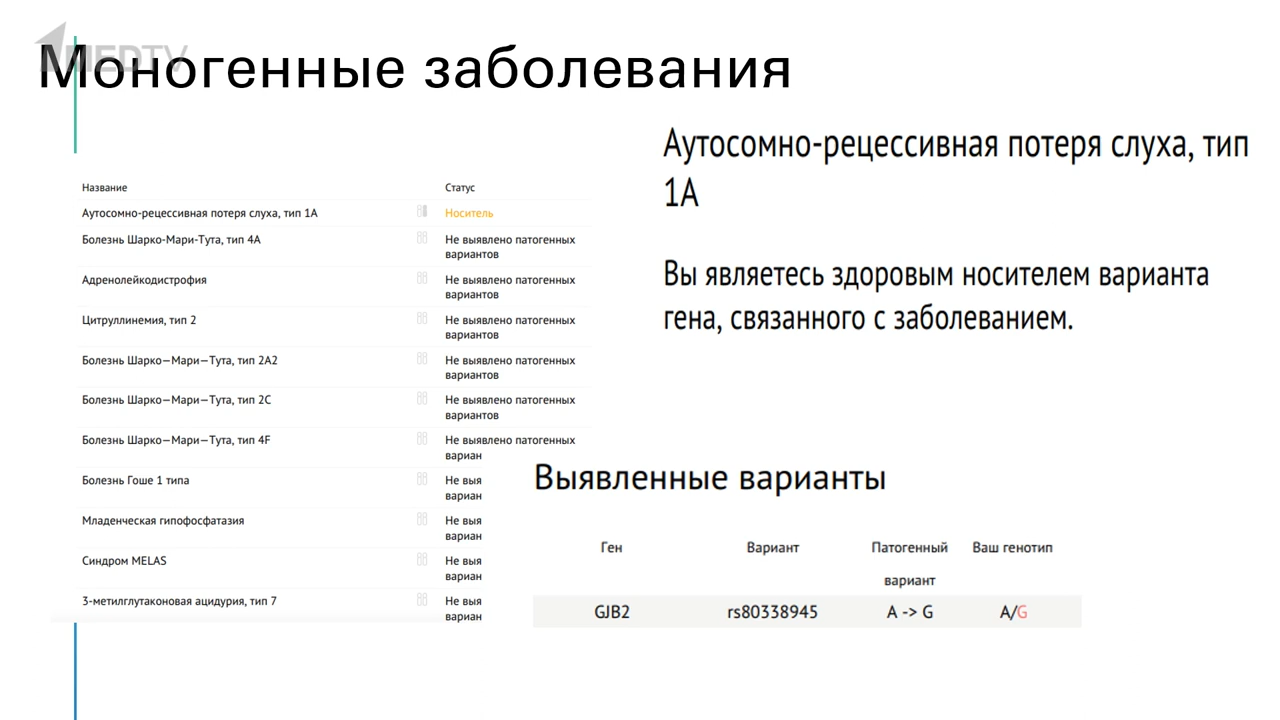 1MEDTV
Моногенные заболевания
Название Статус
Аутосомно-рецессивная потеря слуха, тип 1A Носитель
Болезнь Шарко-Мари-Тута, тип 4A Не выявлено патогенных
вариантов
Адренолейкодистрофия Не выявлено патогенных
вариантов
Цитруллинемия, тип 2 Не выявлено патогенных
вариантов
Болезнь Шарко—Мари—Тута, тип 2A2 Не выявлено патогенных
вариантов
Болезнь Шарко—Мари—Тута, тип 2C Не выявлено патогенных
вариантов
Болезнь Шарко—Мари—Тута, тип 4F Не выявлено патогенных
вариан
Болезнь Гоше 1 типа Не выя
вариан
Младенческая гипофосфатазия Не выя
вариан
Синдром MELAS Не выя
вариан
3-метилглутаконовая ацидурия, тип 7 Не выя
вариан
Аутосомно-рецессивная потеря слуха, тип
1А
Вы являетесь здоровым носителем варианта
гена, связанного с заболеванием.
Выявленные варианты
Ген Вариант Патогенный Ваш генотип
вариант
GJB2 rs80338945 A -> G A/G